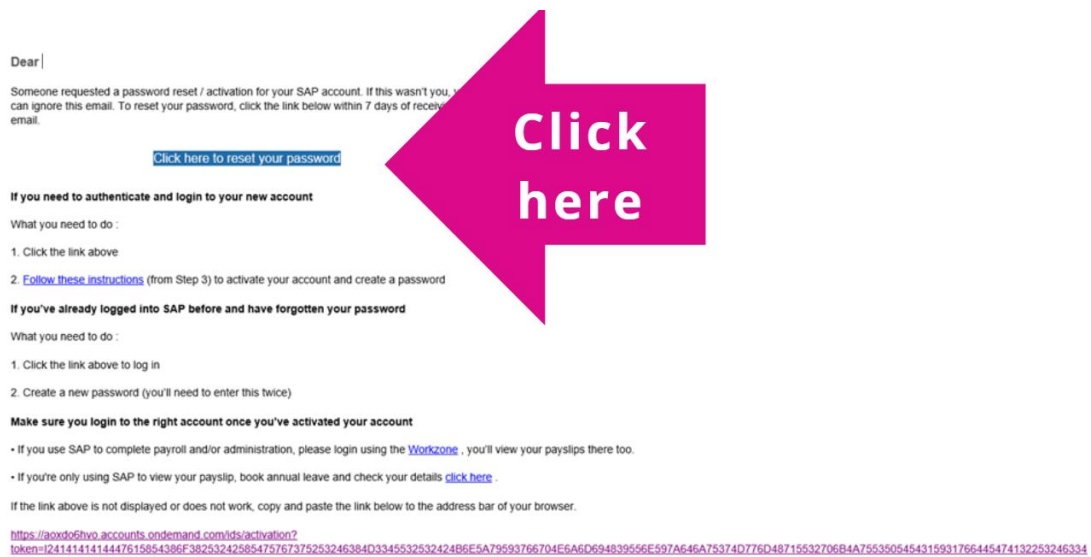 Dear
Someone requested a password reset / activation for your SAP account. If this wasn't you,
can ignore this email. To reset your password, click the link below within 7 days of
email.
Click here to reset your password
Click
here
If you need to authenticate and login to your new account
What you need to do :
1. Click the link above
2. Follow these instructions (from Step 3) to activate your account and create a password
If you've already logged into SAP before and have forgotten your password
What you need to do :
1. Click the link above to log in
2. Create a new password (you'll need to enter this twice)
Make sure you login to the right account once you've activated your account
• If you use SAP to complete payroll and/or administration, please login using the Workzone , you'll view your payslips there too.
• If you're only using SAP to view your payslip, book annual leave and check your details click here .
If the link above is not displayed or does not work, copy and paste the link below to the address bar of your browser.
https://aoxdo6hvo.accounts.ondemand.com/ids/activation?